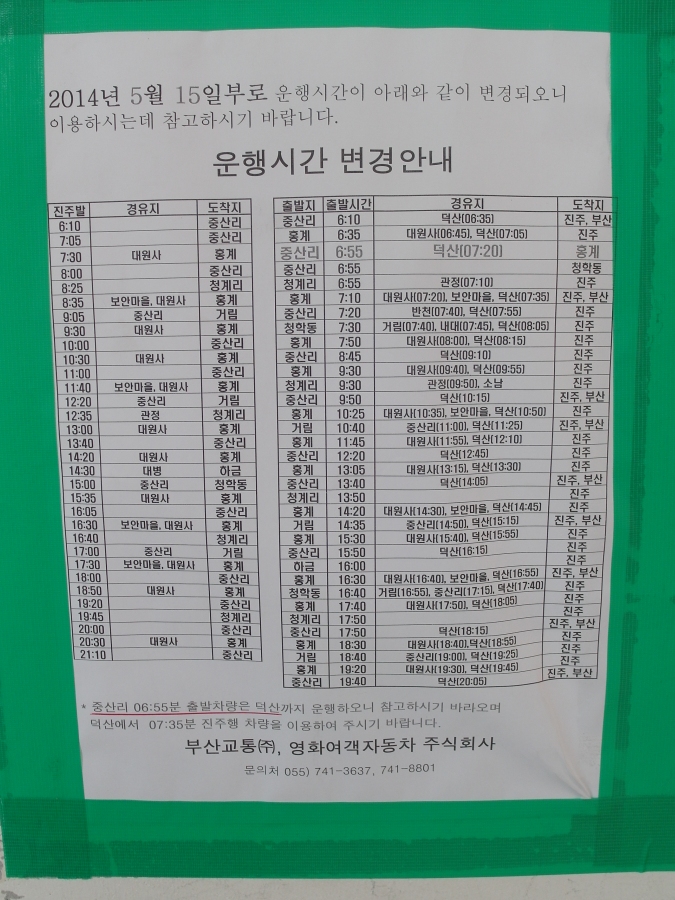 2014년 5월 15일부로 운행시간이 아래와 같이 변경되오니
이용하시는데 참고하시기 바랍니다.
운행시간 변경안내
진주발 경유지 도착지
6:10 중산리
7:05 중산리
7:30 대원사 홍계
8:00 중산리
8:25 청계리
8:35 보안마을, 대원사 홍계
9:05 중산리 거림
9:30 대원사 홍계
10:00 중산리
10:30 대원사 홍계
11:00 중산리
11:40 보안마을, 대원사 홍계
12:20 중산리 거림
12:35 관정 청계리
13:00 대원사 홍계
13:40 중산리
14:20 대원사 홍계
14:30 대병 하금
15:00 중산리 청학동
15:35 대원사 홍계
16:05 중산리
16:30 보안마을, 대원사 홍계
16:40 청계리
17:00 중산리 거림
17:30 보안마을, 대원사 홍계
18:00 중산리
18:50 대원사 홍계
19:20 중산리
19:45 청계리
20:00 중산리
20:30 대원사 홍계
21:10 중산리
출발지 출발시간 경유지 도착지
중산리 6:10 덕산(06:35) 진주, 부산
홍계 6:35 대원사(06:45), 덕산(07:05) 진주
중산리 6:55 덕산(07:20) 홍계
중산리 6:55 청학동
청계리 6:55 관정(07:10) 진주
홍계 7:10 대원사(07:20), 보안마을, 덕산(07:35) 진주, 부산
중산리 7:20 반천(07:40), 덕산(07:55) 진주
청학동 7:30 거림(07:40), 내대(07:45), 덕산(08:05) 진주
홍계 7:50 대원사(08:00), 덕산(08:15) 진주
중산리 8:45 덕산(09:10) 진주
홍계 9:30 대원사(09:40), 덕산(09:55) 진주
청계리 9:30 관정(09:50), 소남 진주
중산리 9:50 덕산(10:15) 진주, 부산
홍계 10:25 대원사(10:35), 보안마을, 덕산(10:50) 진주
거림 10:40 중산리(11:00), 덕산(11:25) 진주, 부산
홍계 11:45 대원사(11:55), 덕산(12:10) 진주
중산리 12:20 덕산(12:45) 진주
홍계 13:05 대원사(13:15), 덕산(13:30) 진주
중산리 13:40 덕산(14:05) 진주, 부산
청계리 13:50 진주
홍계 14:20 대원사(14:30), 보안마을, 덕산(14:45) 진주
거림 14:35 중산리(14:50), 덕산(15:15) 진주, 부산
홍계 15:30 대원사(15:40), 덕산(15:55) 진주
중산리 15:50 덕산(16:15) 진주
하금 16:00 진주
홍계 16:30 대원사(16:40), 보안마을, 덕산(16:55) 진주, 부산
청학동 16:40 거림(16:55), 중산리(17:15), 덕산(17:40) 진주
홍계 17:40 대원사(17:50), 덕산(18:05) 진주
청계리 17:50 진주
중산리 17:50 덕산(18:15) 진주, 부산
홍계 18:30 대원사(18:40),덕산(18:55) 진주
거림 18:40 중산리(19:00), 덕산(19:25) 진주
홍계 19:20 대원사(19:30), 덕산(19:45) 진주
중산리 19:40 덕산(20:05) 진주, 부산
* 중산리 06:55분 출발차량은 덕산까지 운행하오니 참고하시기 바라오며
덕산에서 07:35분 진주행 차량을 이용하여 주시기 바랍니다.
부산교통㈜, 영화여객자동차 주식회사
문의처 055) 741-3637, 741-8801